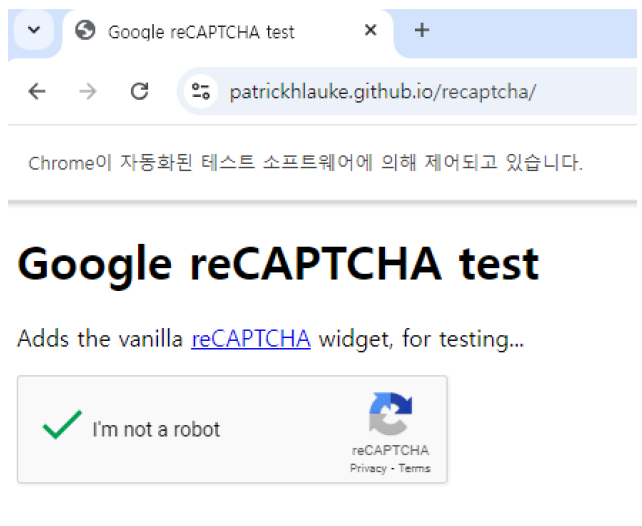 Google reCAPTCHA test
patrickhlauke.github.io/recaptcha/
Chrome이 자동화된 테스트 소프트웨어에 의해 제어되고 있습니다.
Google reCAPTCHA test
Adds the vanilla reCAPTCHA widget, for testing...
I'm not a robot
reCAPTCHA
Privacy - Terms